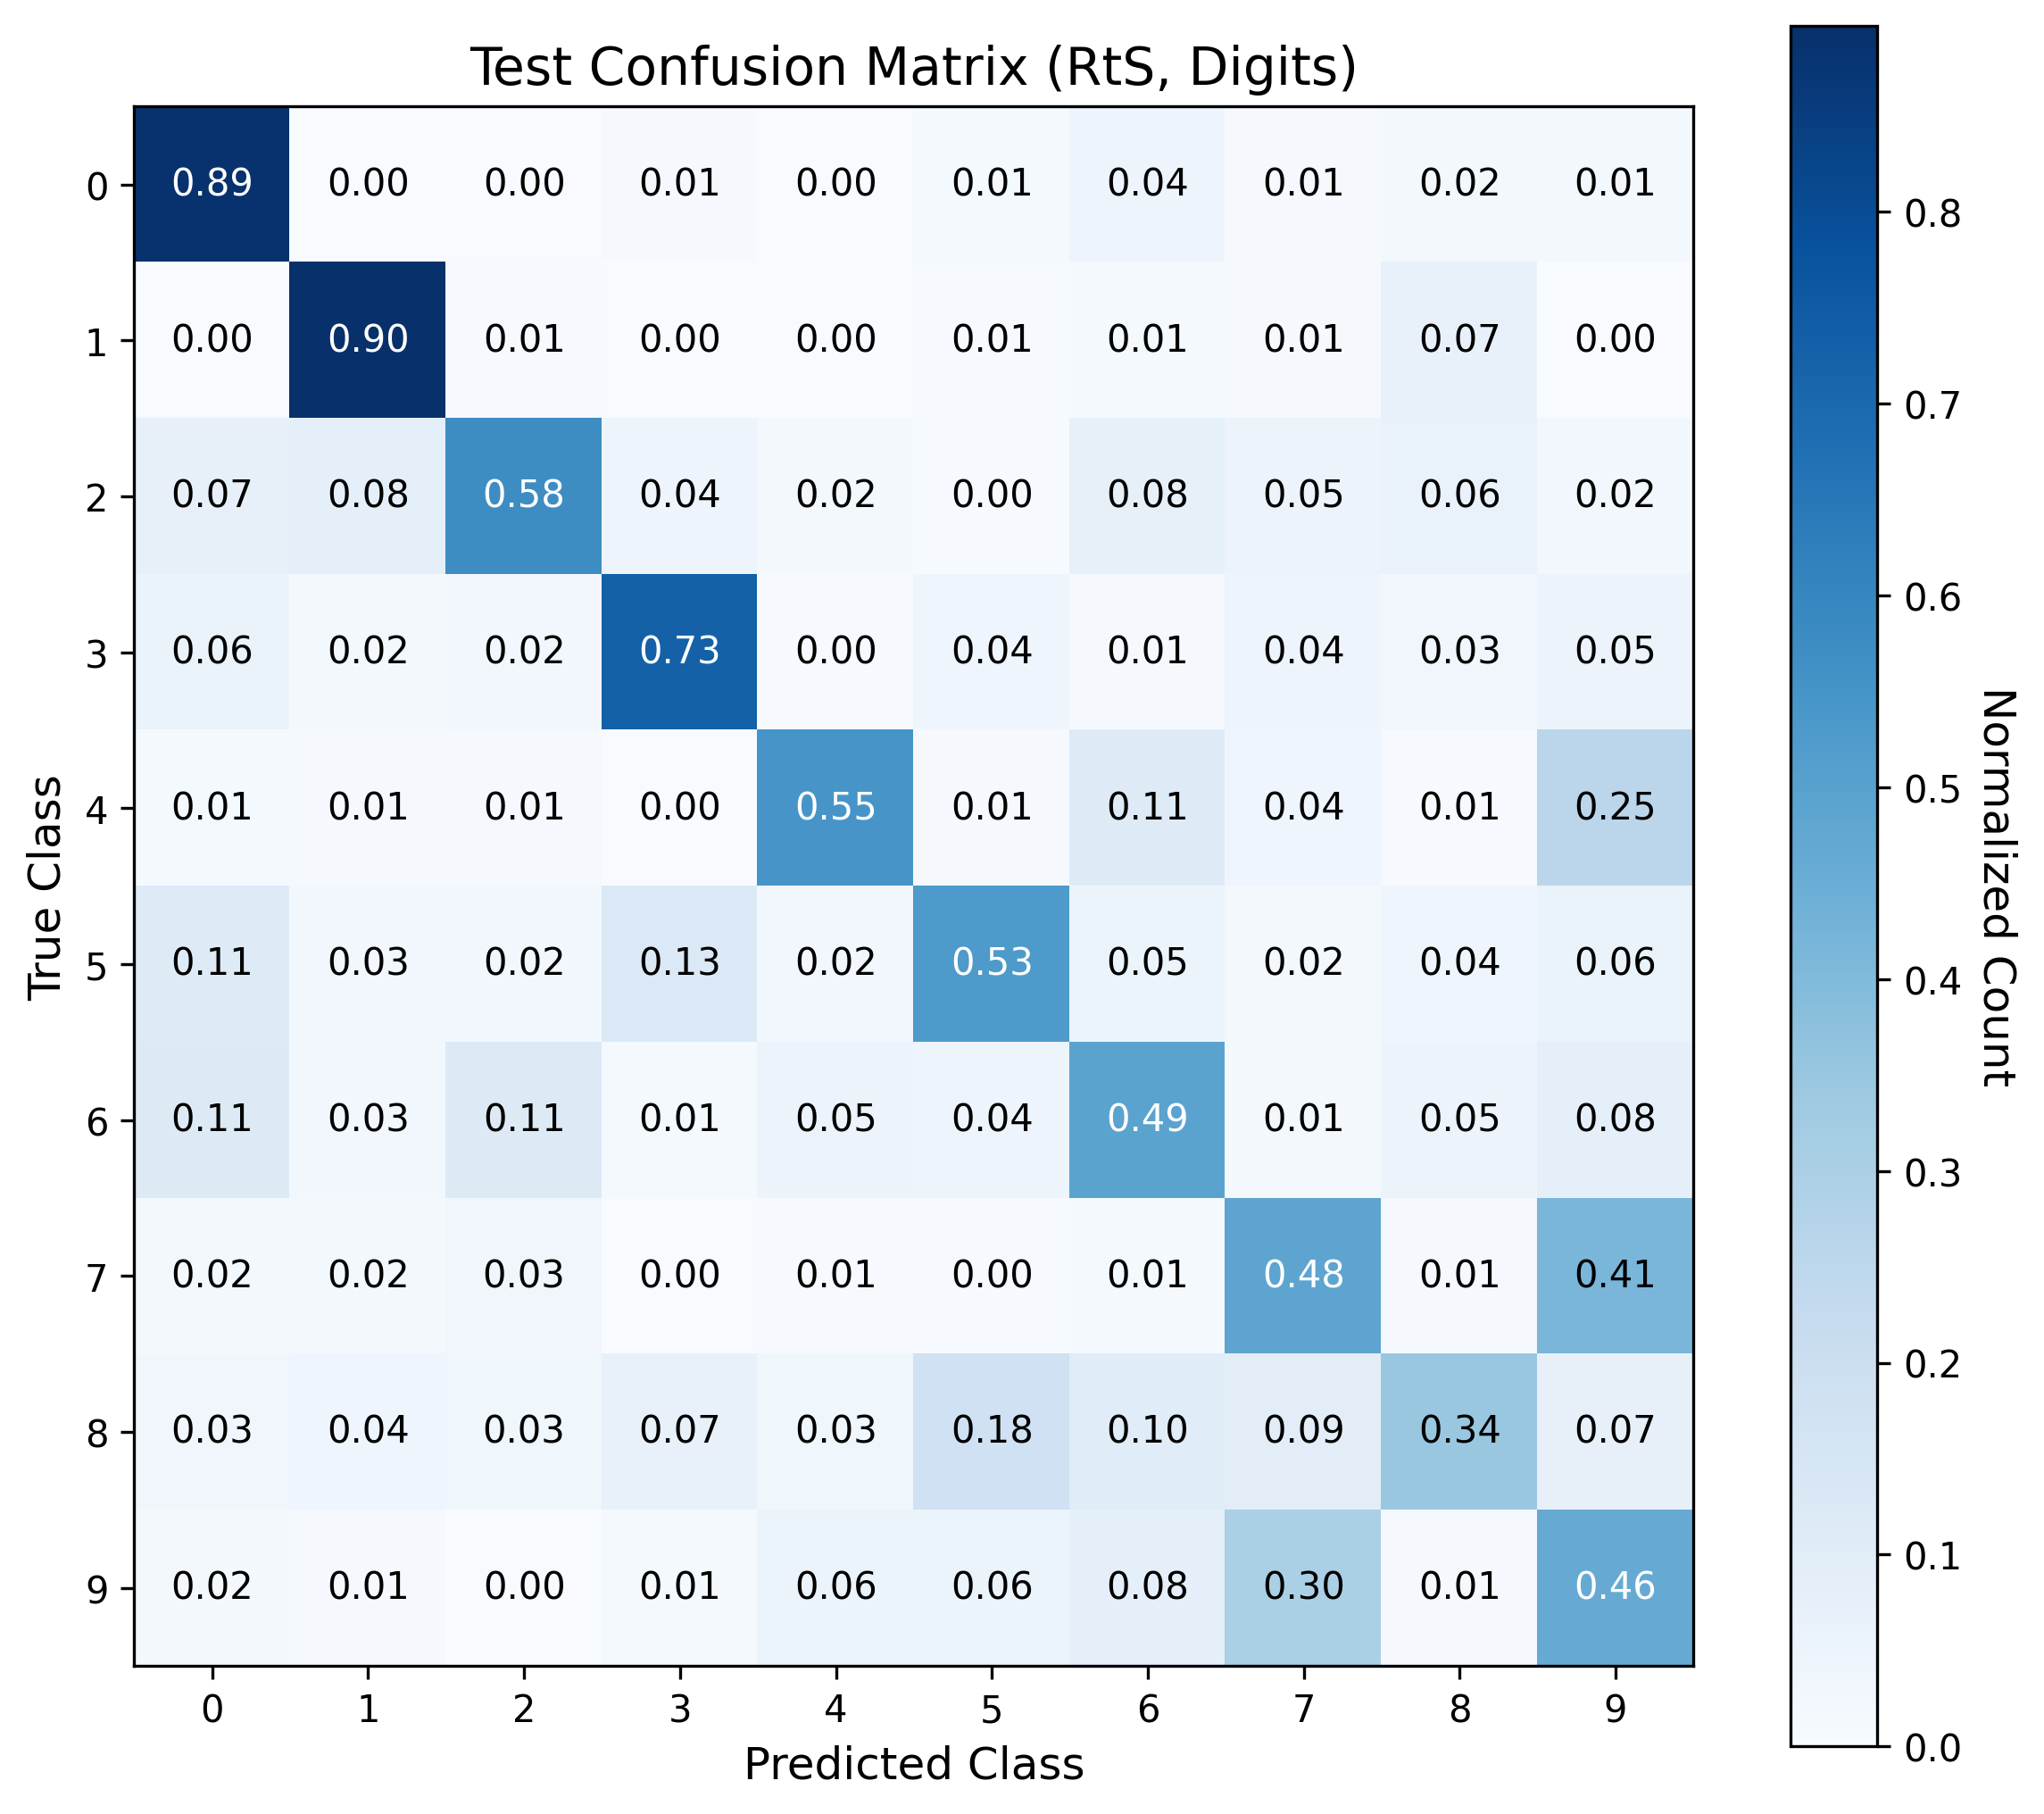 Test Confusion Matrix (RtS, Digits)
0 0.89 0.00 0.00 0.01 0.00 0.01 0.04 0.01 0.02 0.01
1 0.00 0.90 0.01 0.00 0.00 0.01 0.01 0.01 0.07 0.00
2 0.07 0.08 0.58 0.04 0.02 0.00 0.08 0.05 0.06 0.02
3 0.06 0.02 0.02 0.73 0.00 0.04 0.01 0.04 0.03 0.05
4 0.01 0.01 0.01 0.00 0.55 0.01 0.11 0.04 0.01 0.25
5 0.11 0.03 0.02 0.13 0.02 0.53 0.05 0.02 0.04 0.06
6 0.11 0.03 0.11 0.01 0.05 0.04 0.49 0.01 0.05 0.08
7 0.02 0.02 0.03 0.00 0.01 0.00 0.01 0.48 0.01 0.41
8 0.03 0.04 0.03 0.07 0.03 0.18 0.10 0.09 0.34 0.07
9 0.02 0.01 0.00 0.01 0.06 0.06 0.08 0.30 0.01 0.46
0 1 2 3 4 5 6 7 8 9
Predicted Class
True Class
0.8
0.7
0.6
0.5
0.4
0.3
0.2
0.1
0.0
Normalized Count